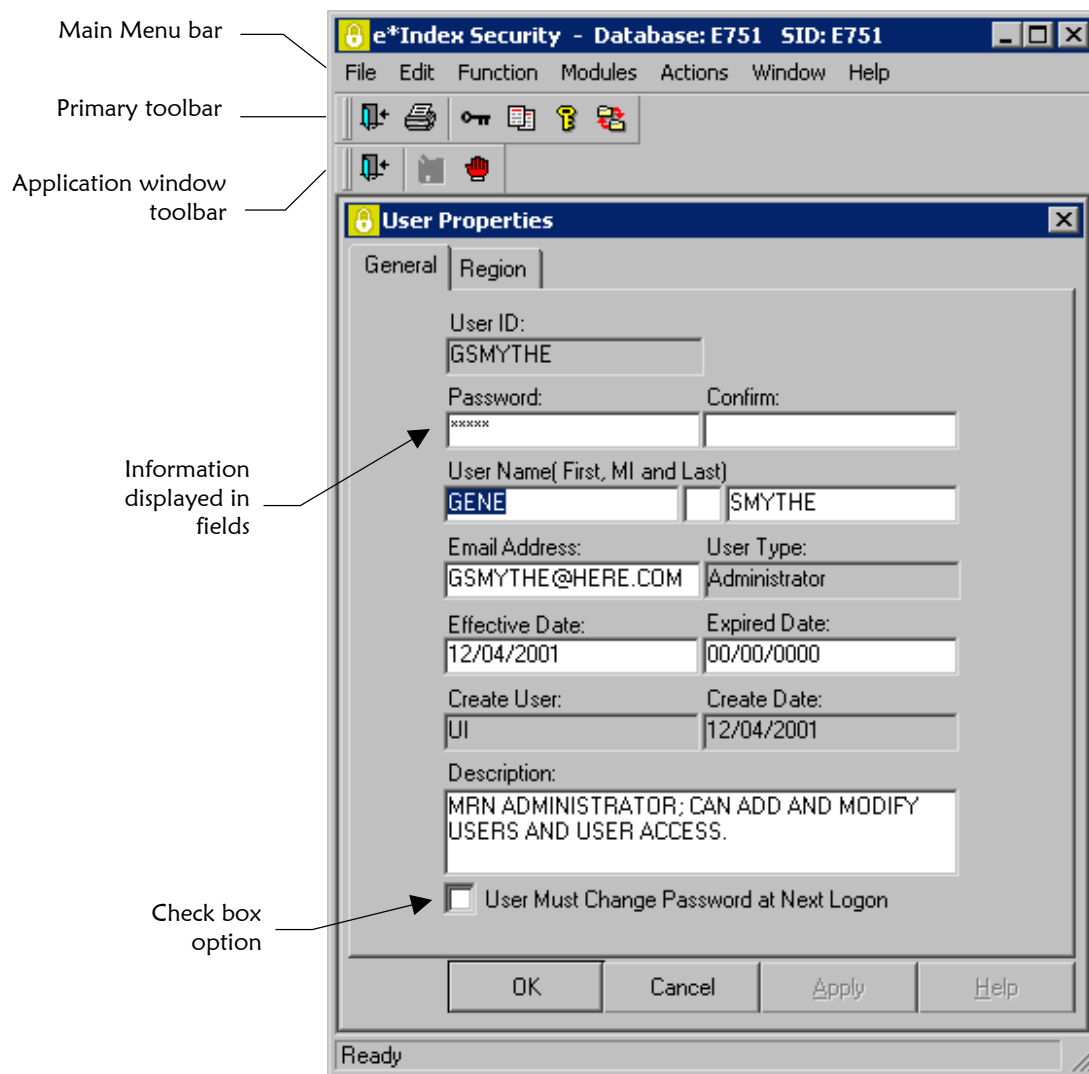 Main Menu bar
e*Index Security - Database: E751 SID: E751
File Edit Function Modules Actions Window Help
Primary toolbar
Application window
toolbar
User Properties
General Region
User ID:
GSMYTHE
Password: Confirm:
*****
Information
displayed in
fields
User Name( First, MI and Last)
GENE SMYTHE
Email Address: User Type:
GSMYTHE@HERE.COM Administrator
Effective Date: Expired Date:
12/04/2001 00/00/0000
Create User: Create Date:
UI 12/04/2001
Description:
MRN ADMINISTRATOR; CAN ADD AND MODIFY
USERS AND USER ACCESS.
Check box
option
User Must Change Password at Next Logon
OK Cancel Apply Help
Ready